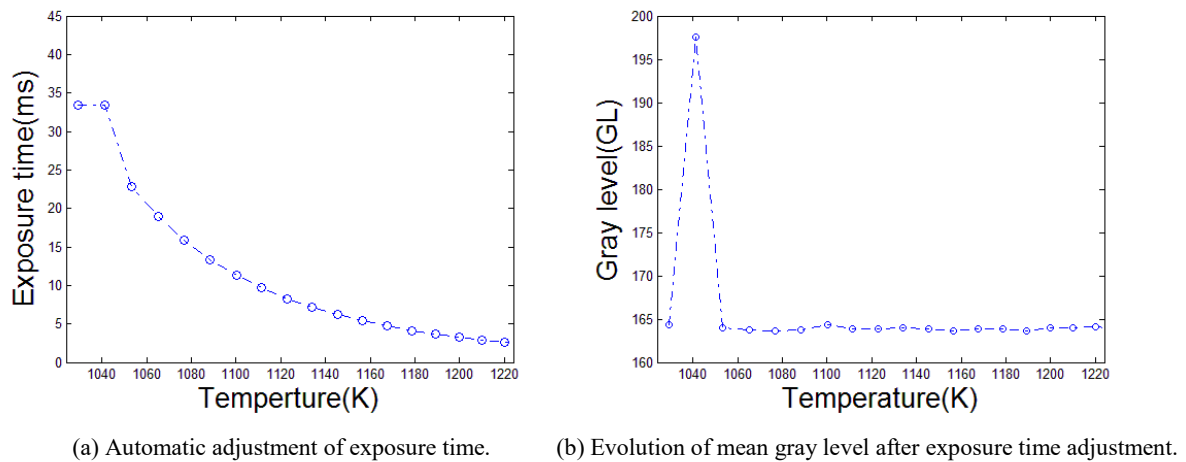 45
40
35
30
25
20
15
10
5
0
Exposure time(ms)
1040 1060 1080 1100 1120 1140 1160 1180 1200 1220
Temperture(K)
(a) Automatic adjustment of exposure time.
200
195
190
185
180
175
170
165
160
Gray level(GL)
1040 1060 1080 1100 1120 1140 1160 1180 1200 1220
Temperature(K)
(b) Evolution of mean gray level after exposure time adjustment.